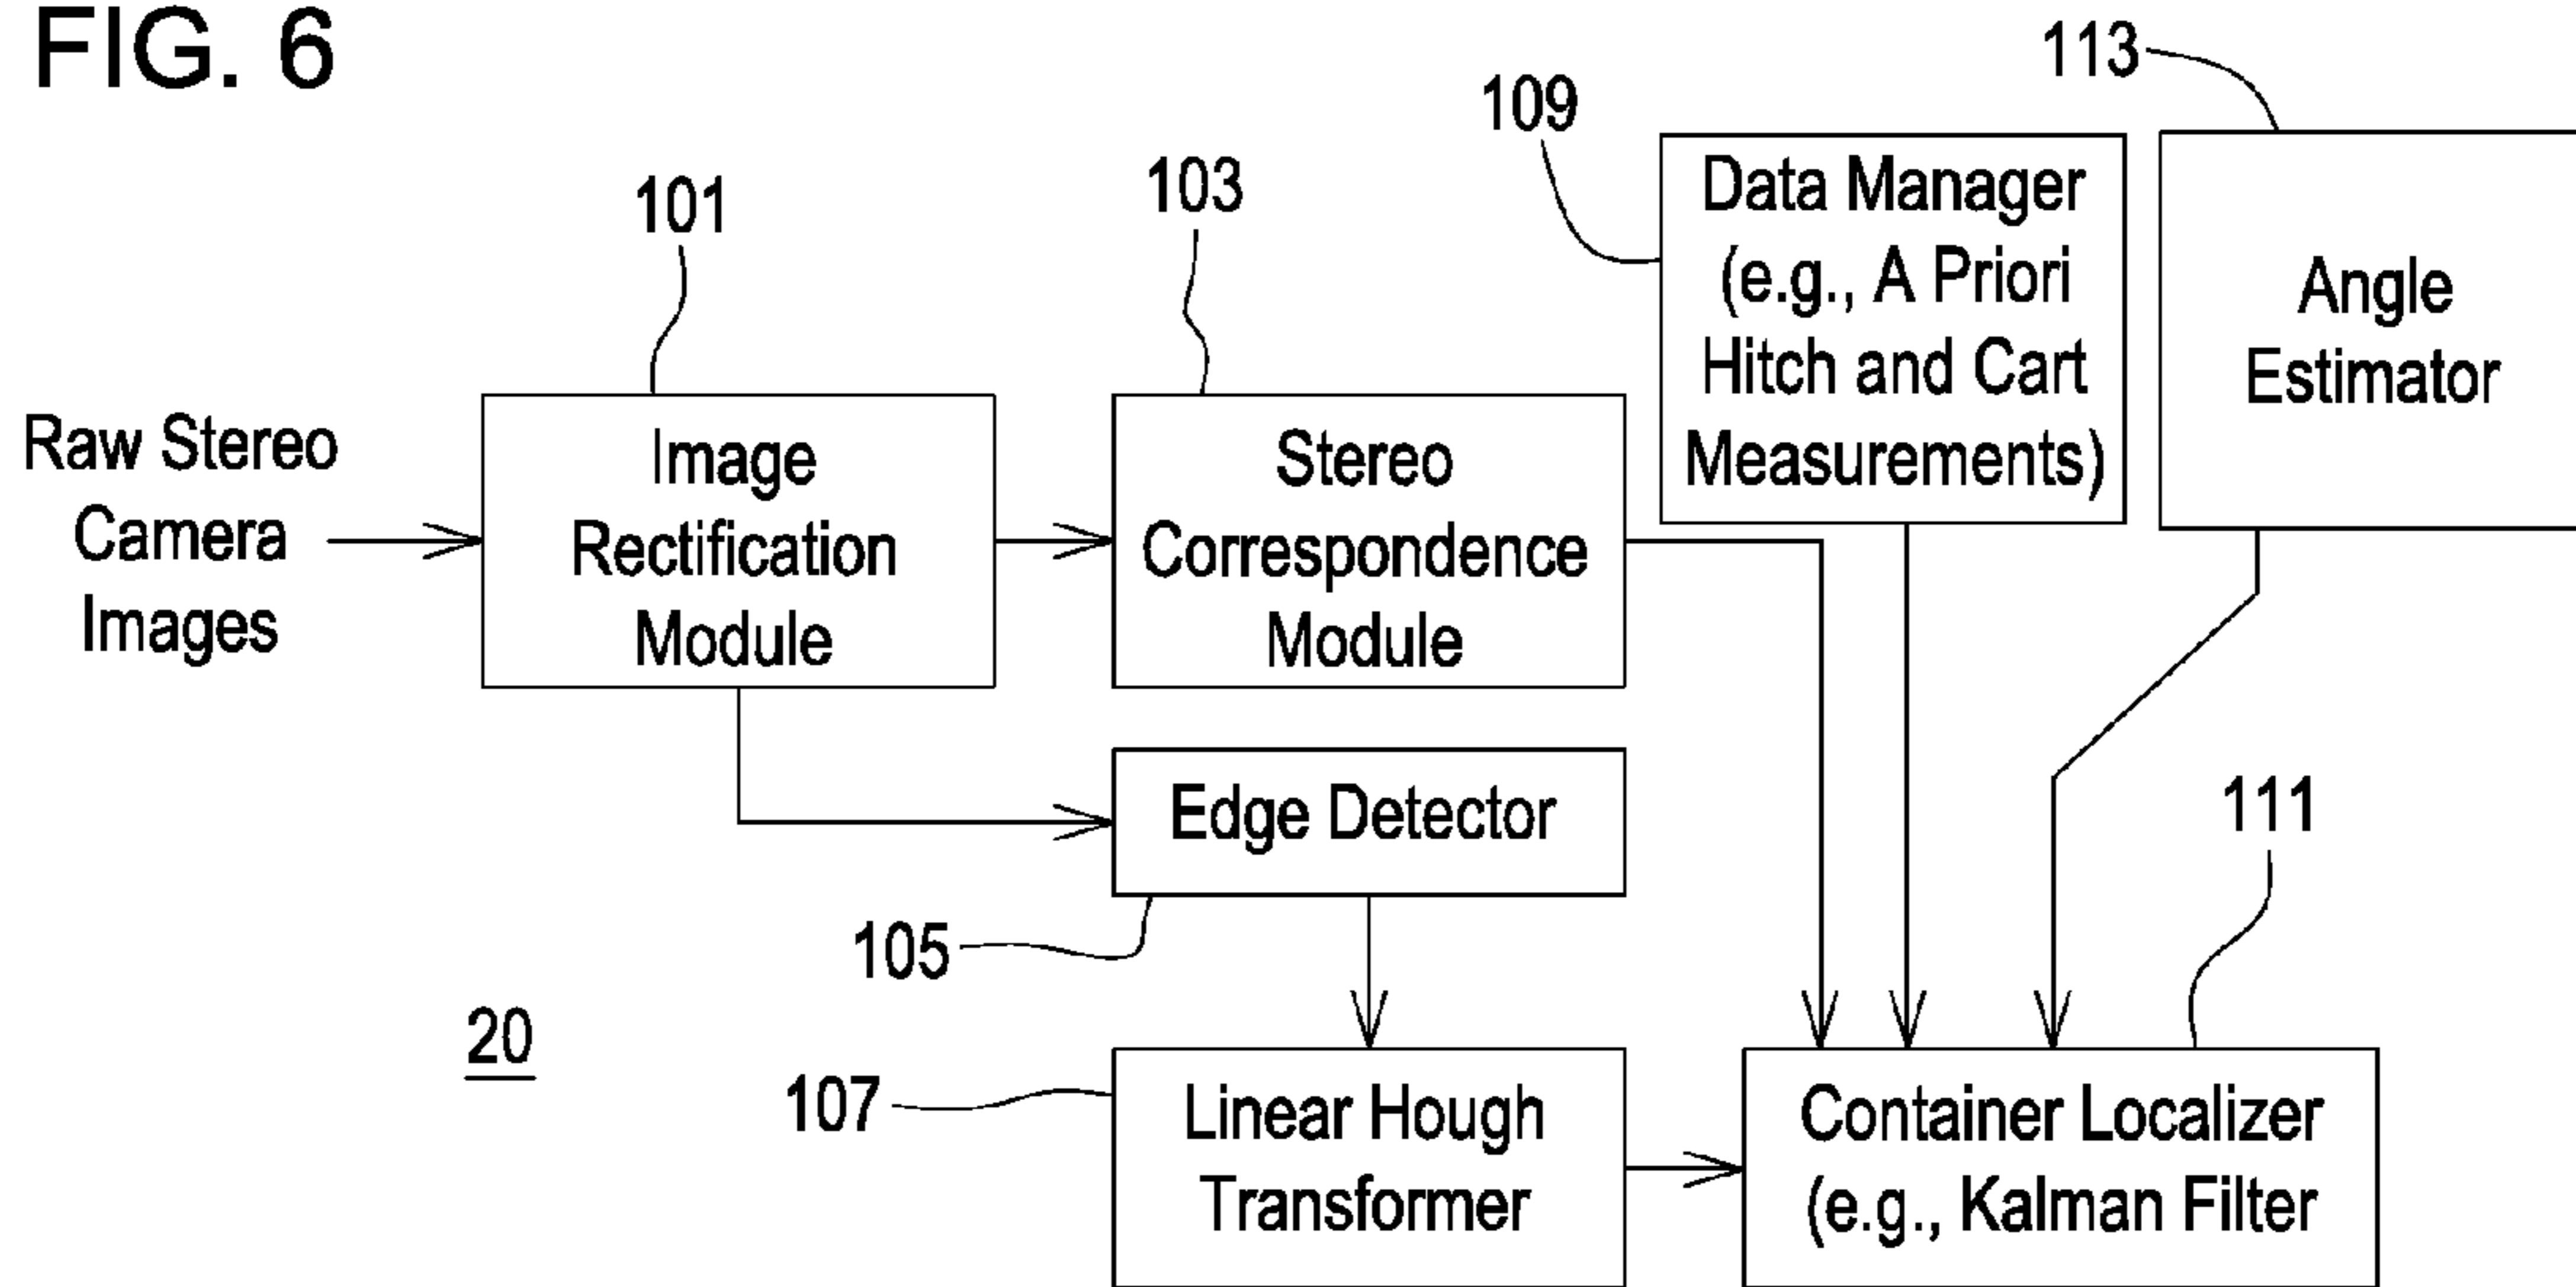 FIG. 6
113
109
103
101
Data Manager
(e.g., A Priori
Hitch and Cart
Measurements)
Angle
Estimator
Raw Stereo
Camera
Images
Image
Rectification
Module
Stereo
Correspondence
Module
Edge Detector
111
105
20
107
Linear Hough
Transformer
Container Localizer
(e.g., Kalman Filter